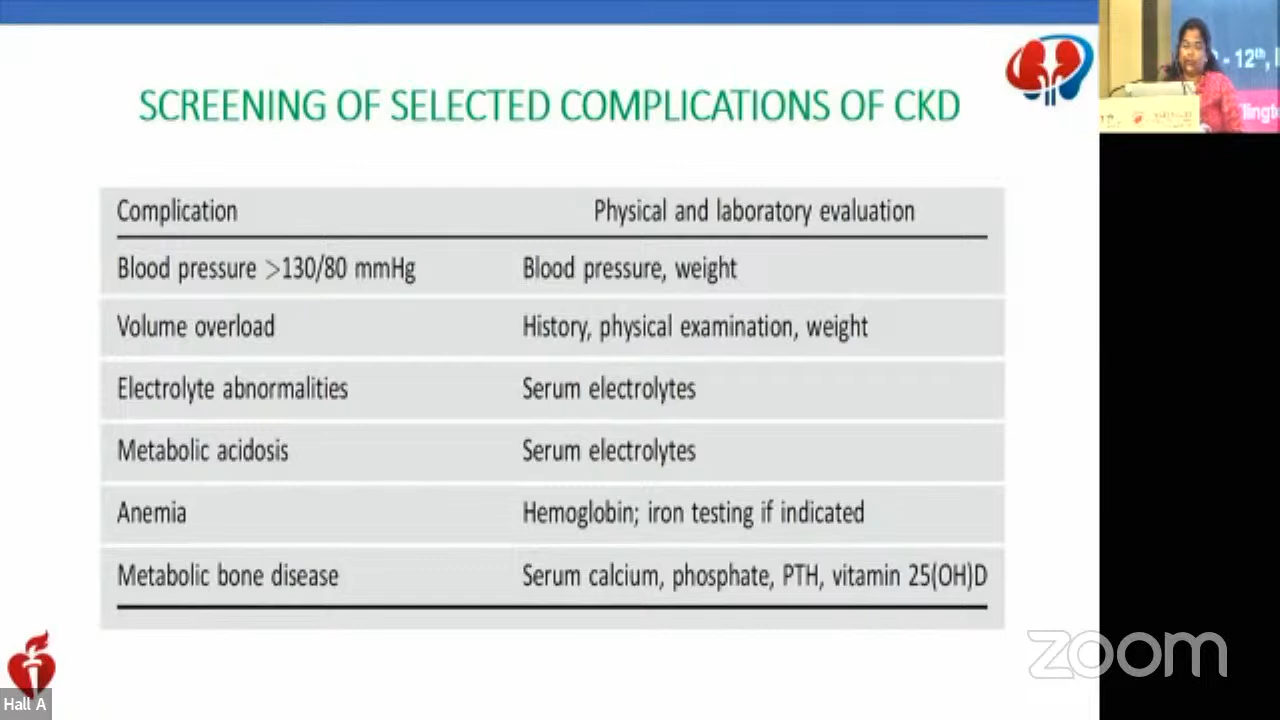 SCREENING OF SELECTED COMPLICATIONS OF CKD
Complication Physical and laboratory evaluation
Blood pressure >130/80 mmHg Blood pressure, weight
Volume overload History, physical examination, weight
Electrolyte abnormalities Serum electrolytes
Metabolic acidosis Serum electrolytes
Anemia Hemoglobin; iron testing if indicated
Metabolic bone disease Serum calcium, phosphate, PTH, vitamin 25(OH)D
- 12th,
zoom
Hall A